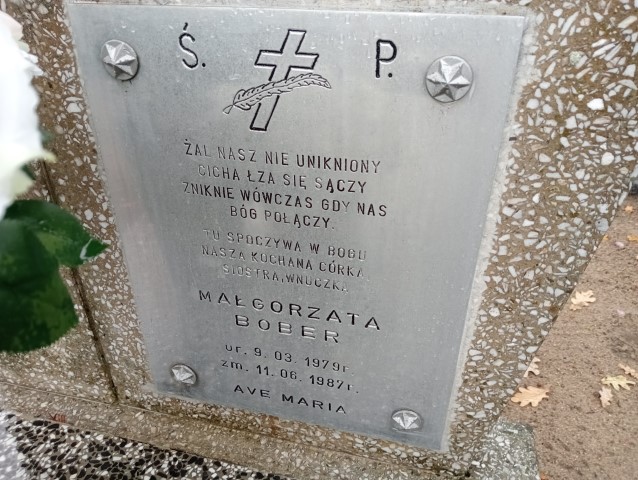 Ś. P.
ŻAL NASZ NIE UNIKNIONY
CICHA ŁZA SIĘ SĄCZY
ZNIKNIE WÓWCZAS GDY NAS
BÓG POŁĄCZY.
TU SPOCZYWA W BOGU
NASZA KOCHANA CÓRKA,
SIOSTRA, WNUCZKA
MAŁGORZATA
BOBER
ur. 9. 03. 1979r.
zm. 11. 06. 1987r.
AVE MARIA